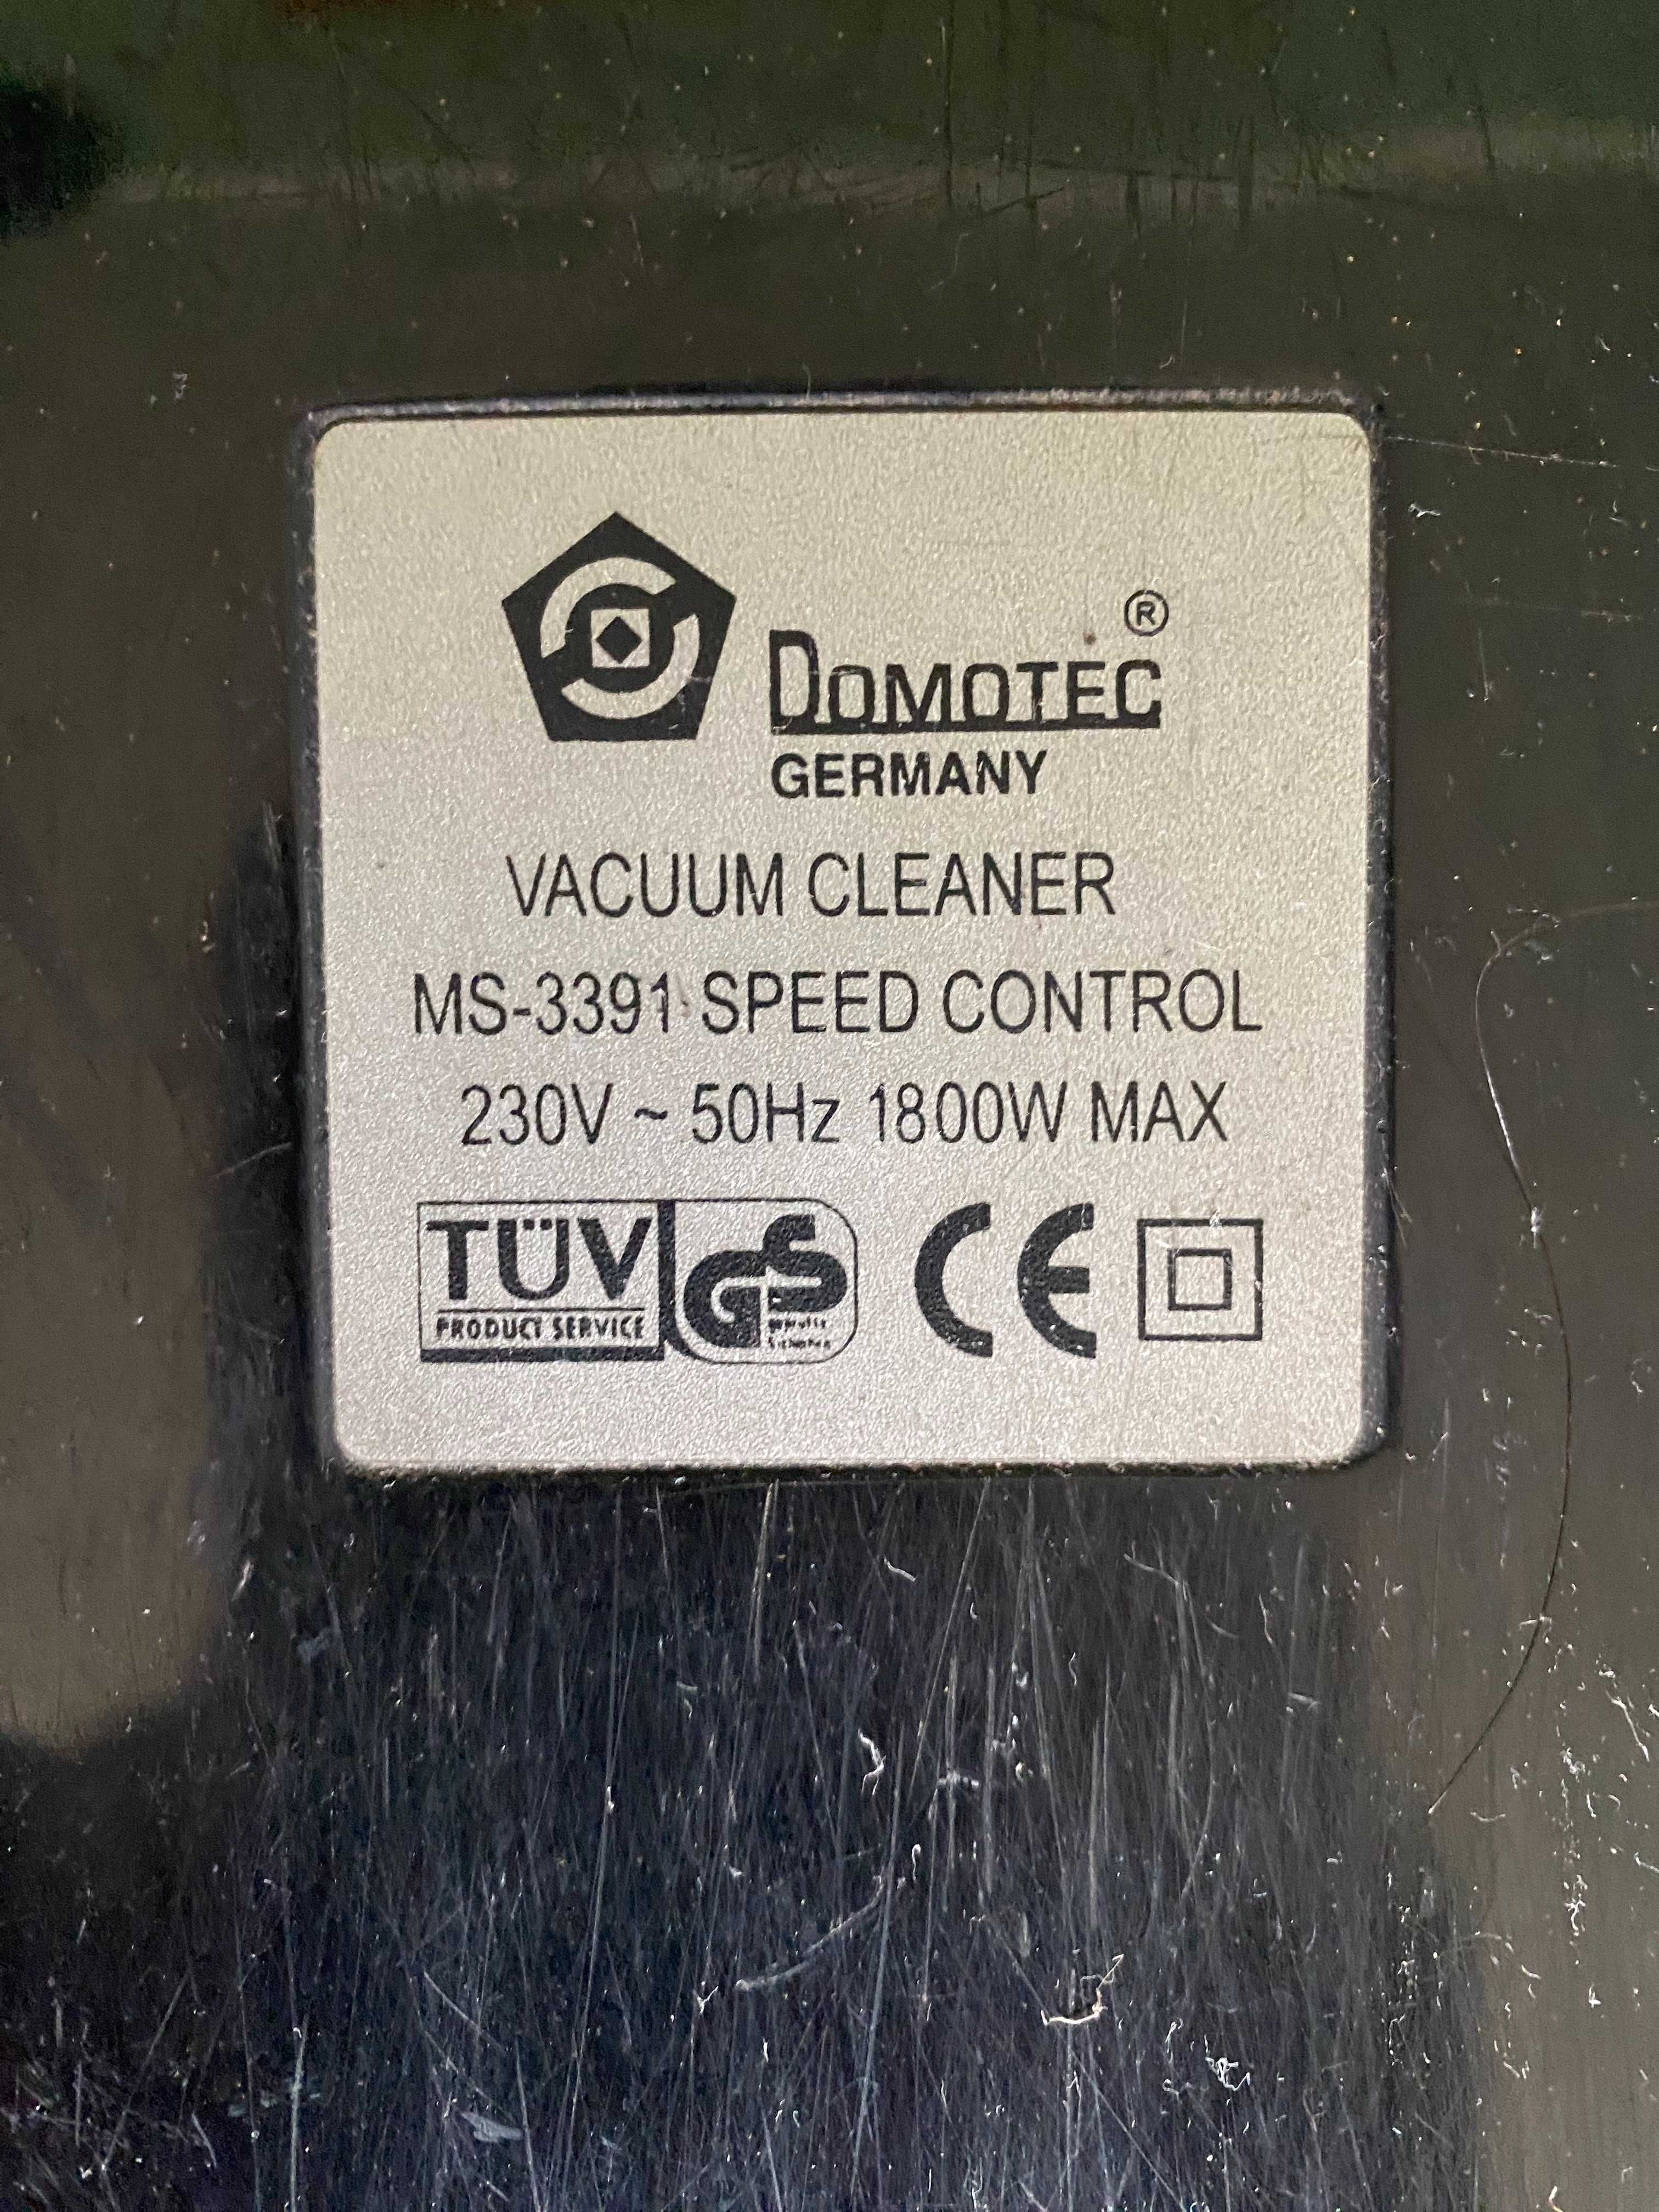 DOMOTEC ®
GERMANY
VACUUM CLEANER
MS-3391 SPEED CONTROL
230V ~ 50Hz 1800W MAX
TÜV GS CE
PRODUCT SERVICE